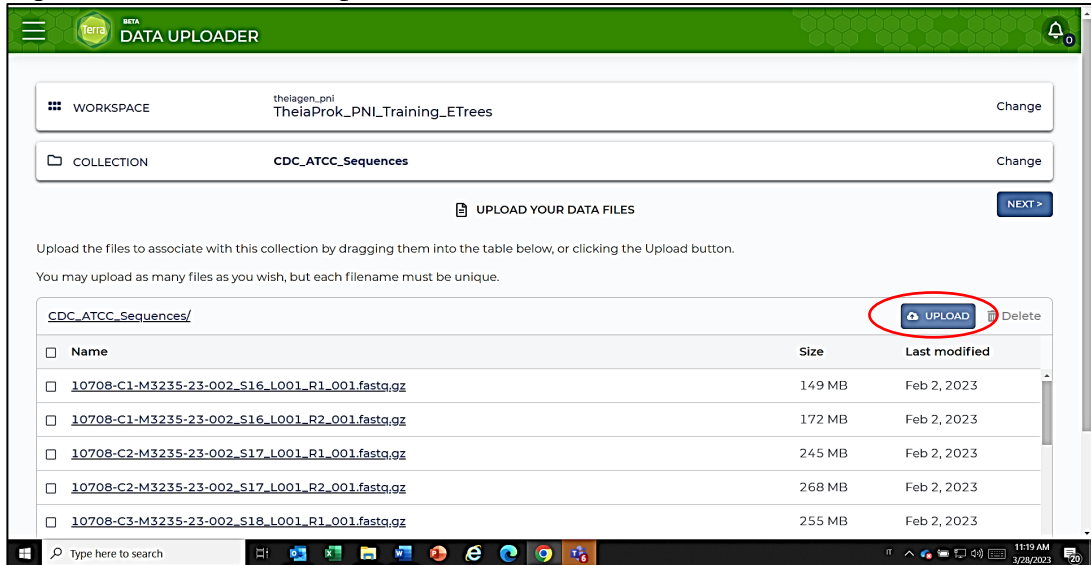 Terra
BETA
DATA UPLOADER
0
WORKSPACE
theiagen_pni
TheiaProk_PNI_Training_ETrees
Change
COLLECTION
CDC_ATCC_Sequences
Change
UPLOAD YOUR DATA FILES
NEXT >
Upload the files to associate with this collection by dragging them into the table below, or clicking the Upload button.
You may upload as many files as you wish, but each filename must be unique.
CDC_ATCC_Sequences/
UPLOAD
Delete
Name Size Last modified
10708-C1-M3235-23-002_S16_L001_R1_001.fastq.gz 149 MB Feb 2, 2023
10708-C1-M3235-23-002_S16_L001_R2_001.fastq.gz 172 MB Feb 2, 2023
10708-C2-M3235-23-002_S17_L001_R1_001.fastq.gz 245 MB Feb 2, 2023
10708-C2-M3235-23-002_S17_L001_R2_001.fastq.gz 268 MB Feb 2, 2023
10708-C3-M3235-23-002_S18_L001_R1_001.fastq.gz 255 MB Feb 2, 2023
Type here to search
11:19 AM
3/28/2023
20